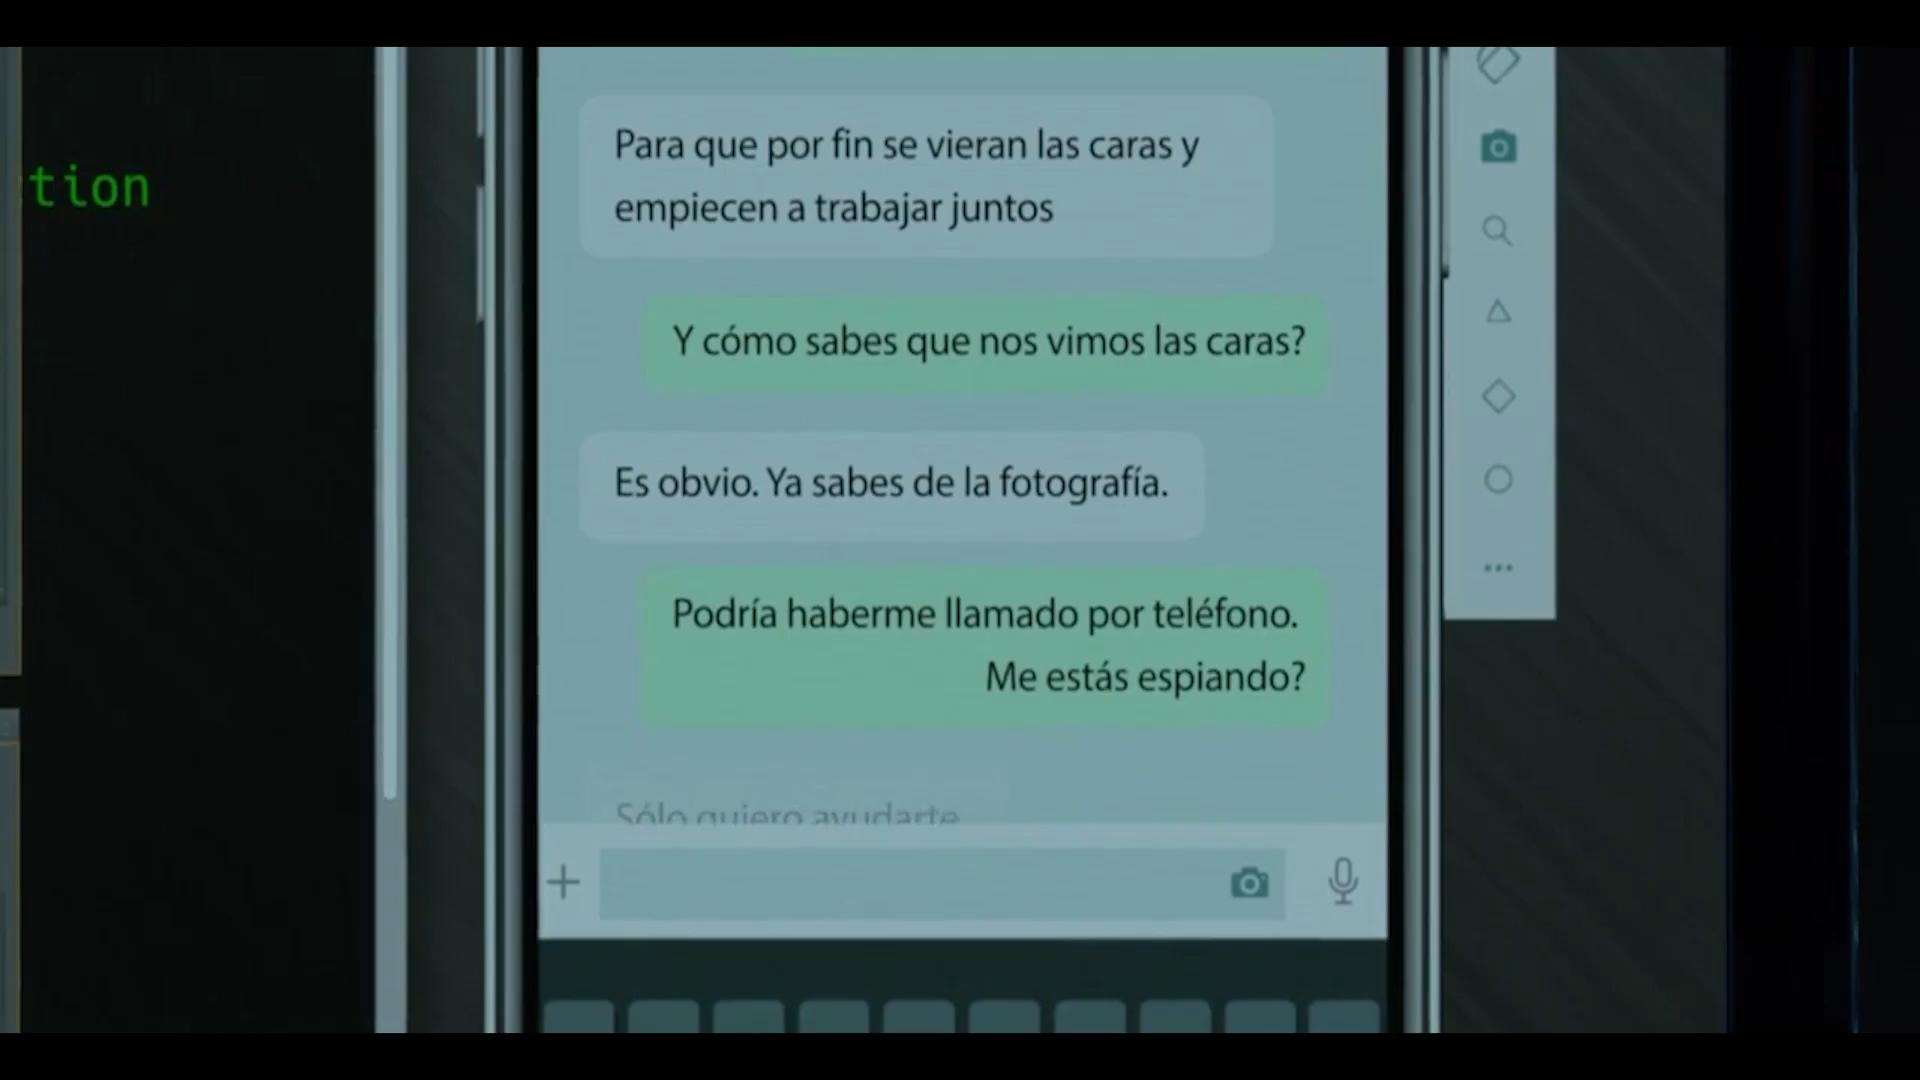 tion
Para que por fin se vieran las caras y
empiecen a trabajar juntos
Y cómo sabes que nos vimos las caras?
Es obvio. Ya sabes de la fotografía.
Podría haberme llamado por teléfono.
Me estás espiando?
Sólo quiero ayudarte